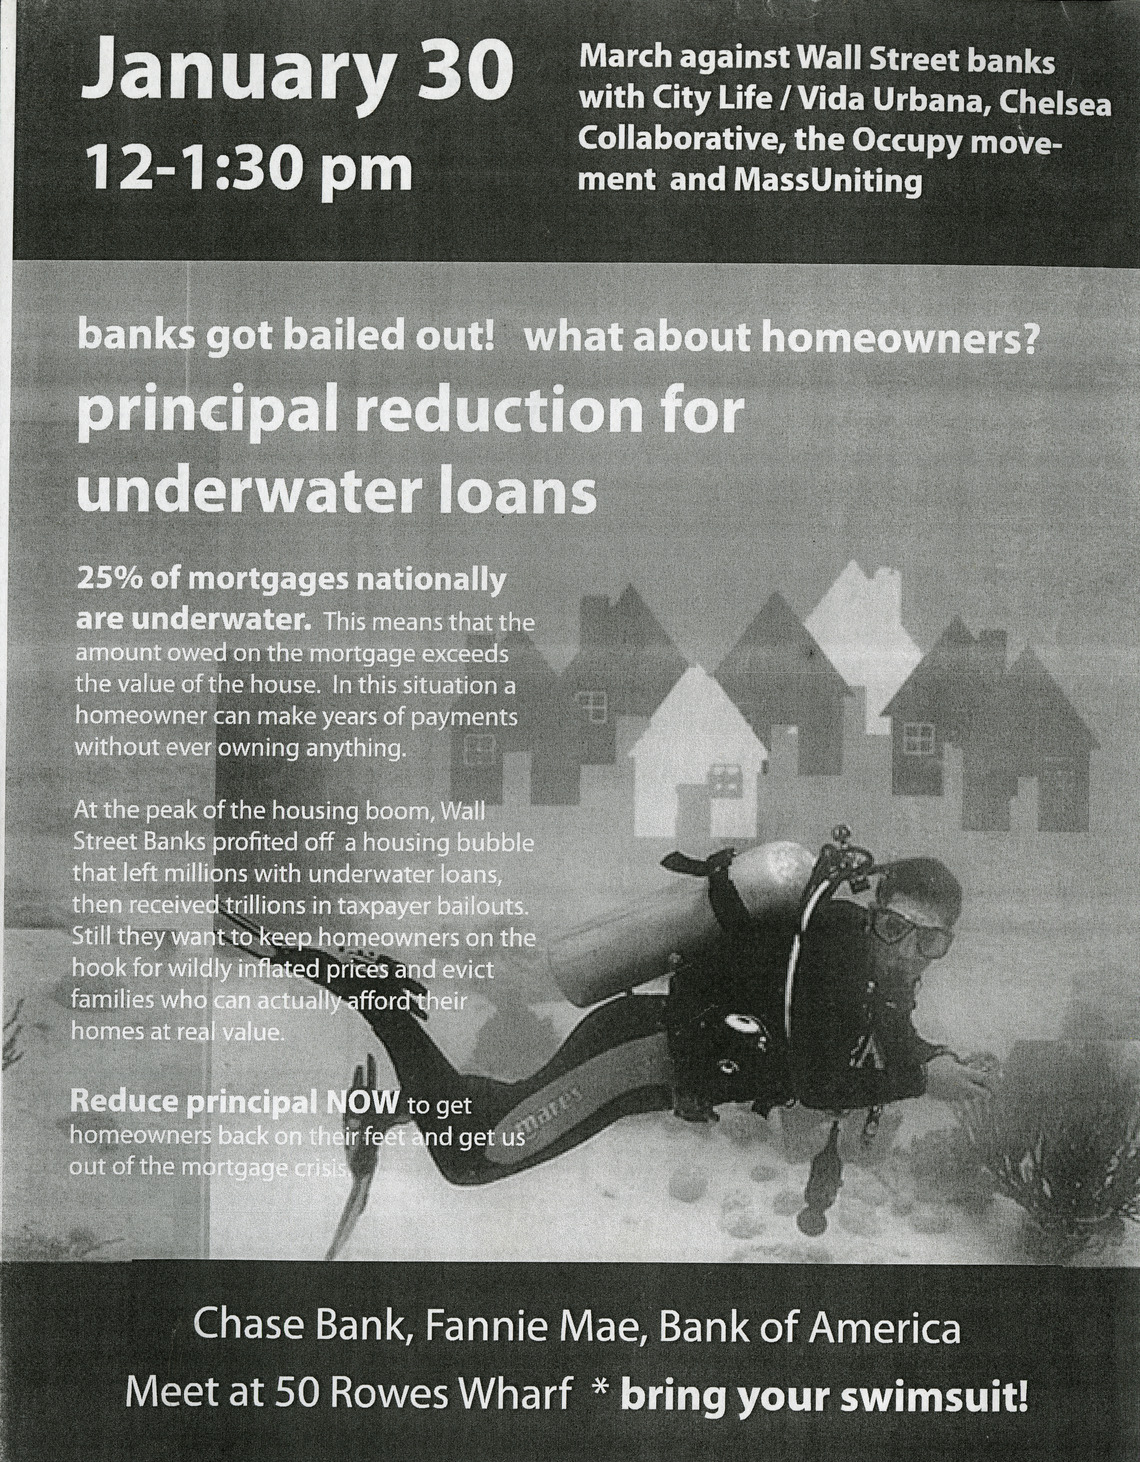 January 30
12-1:30 pm
March against Wall Street banks
with City Life / Vida Urbana, Chelsea
Collaborative, the Occupy move-
ment and MassUniting
banks got bailed out! what about homeowners?
principal reduction for
underwater loans
25% of mortgages nationally
are underwater. This means that the
amount owed on the mortgage exceeds
the value of the house. In this situation a
homeowner can make years of payments
without ever owning anything.
At the peak of the housing boom, Wall
Street Banks profited off a housing bubble
that left millions with underwater loans,
then received trillions in taxpayer bailouts.
Still they want to keep homeowners on the
hook for wildly inflated prices and evict
families who can actually afford their
homes at real value.
Reduce principal NOW to get
homeowners back on their feet and get us
out of the mortgage crisis.
mares
Chase Bank, Fannie Mae, Bank of America
Meet at 50 Rowes Wharf * bring your swimsuit!